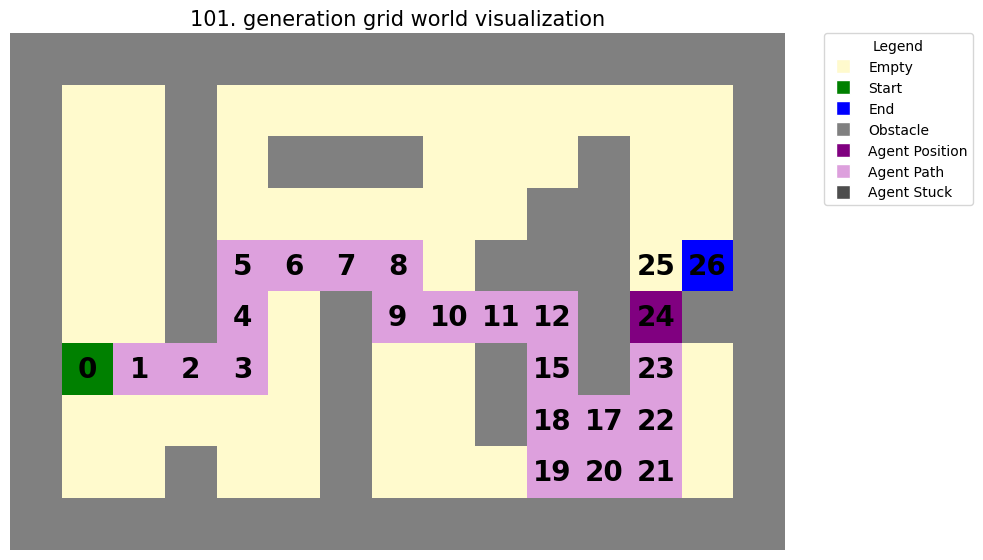 101. generation grid world visualization
Legend
Empty
Start
End
Obstacle
Agent Position
Agent Path
Agent Stuck
5 6 7 8 25 26
4 9 10 11 12 24
0 1 2 3 15 23
18 17 22
19 20 21